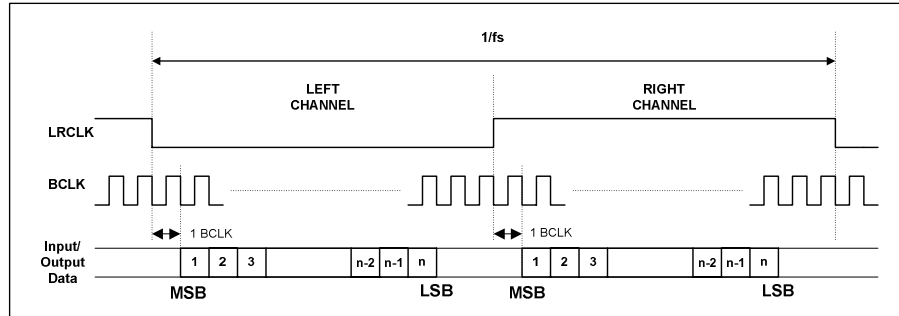 1/fs
LEFT
CHANNEL
RIGHT
CHANNEL
LRCLK
BCLK
1 BCLK
1 BCLK
Input/
Output
Data
1 2 3 n-2 n-1 n 1 2 3 n-2 n-1 n
MSB LSB MSB LSB